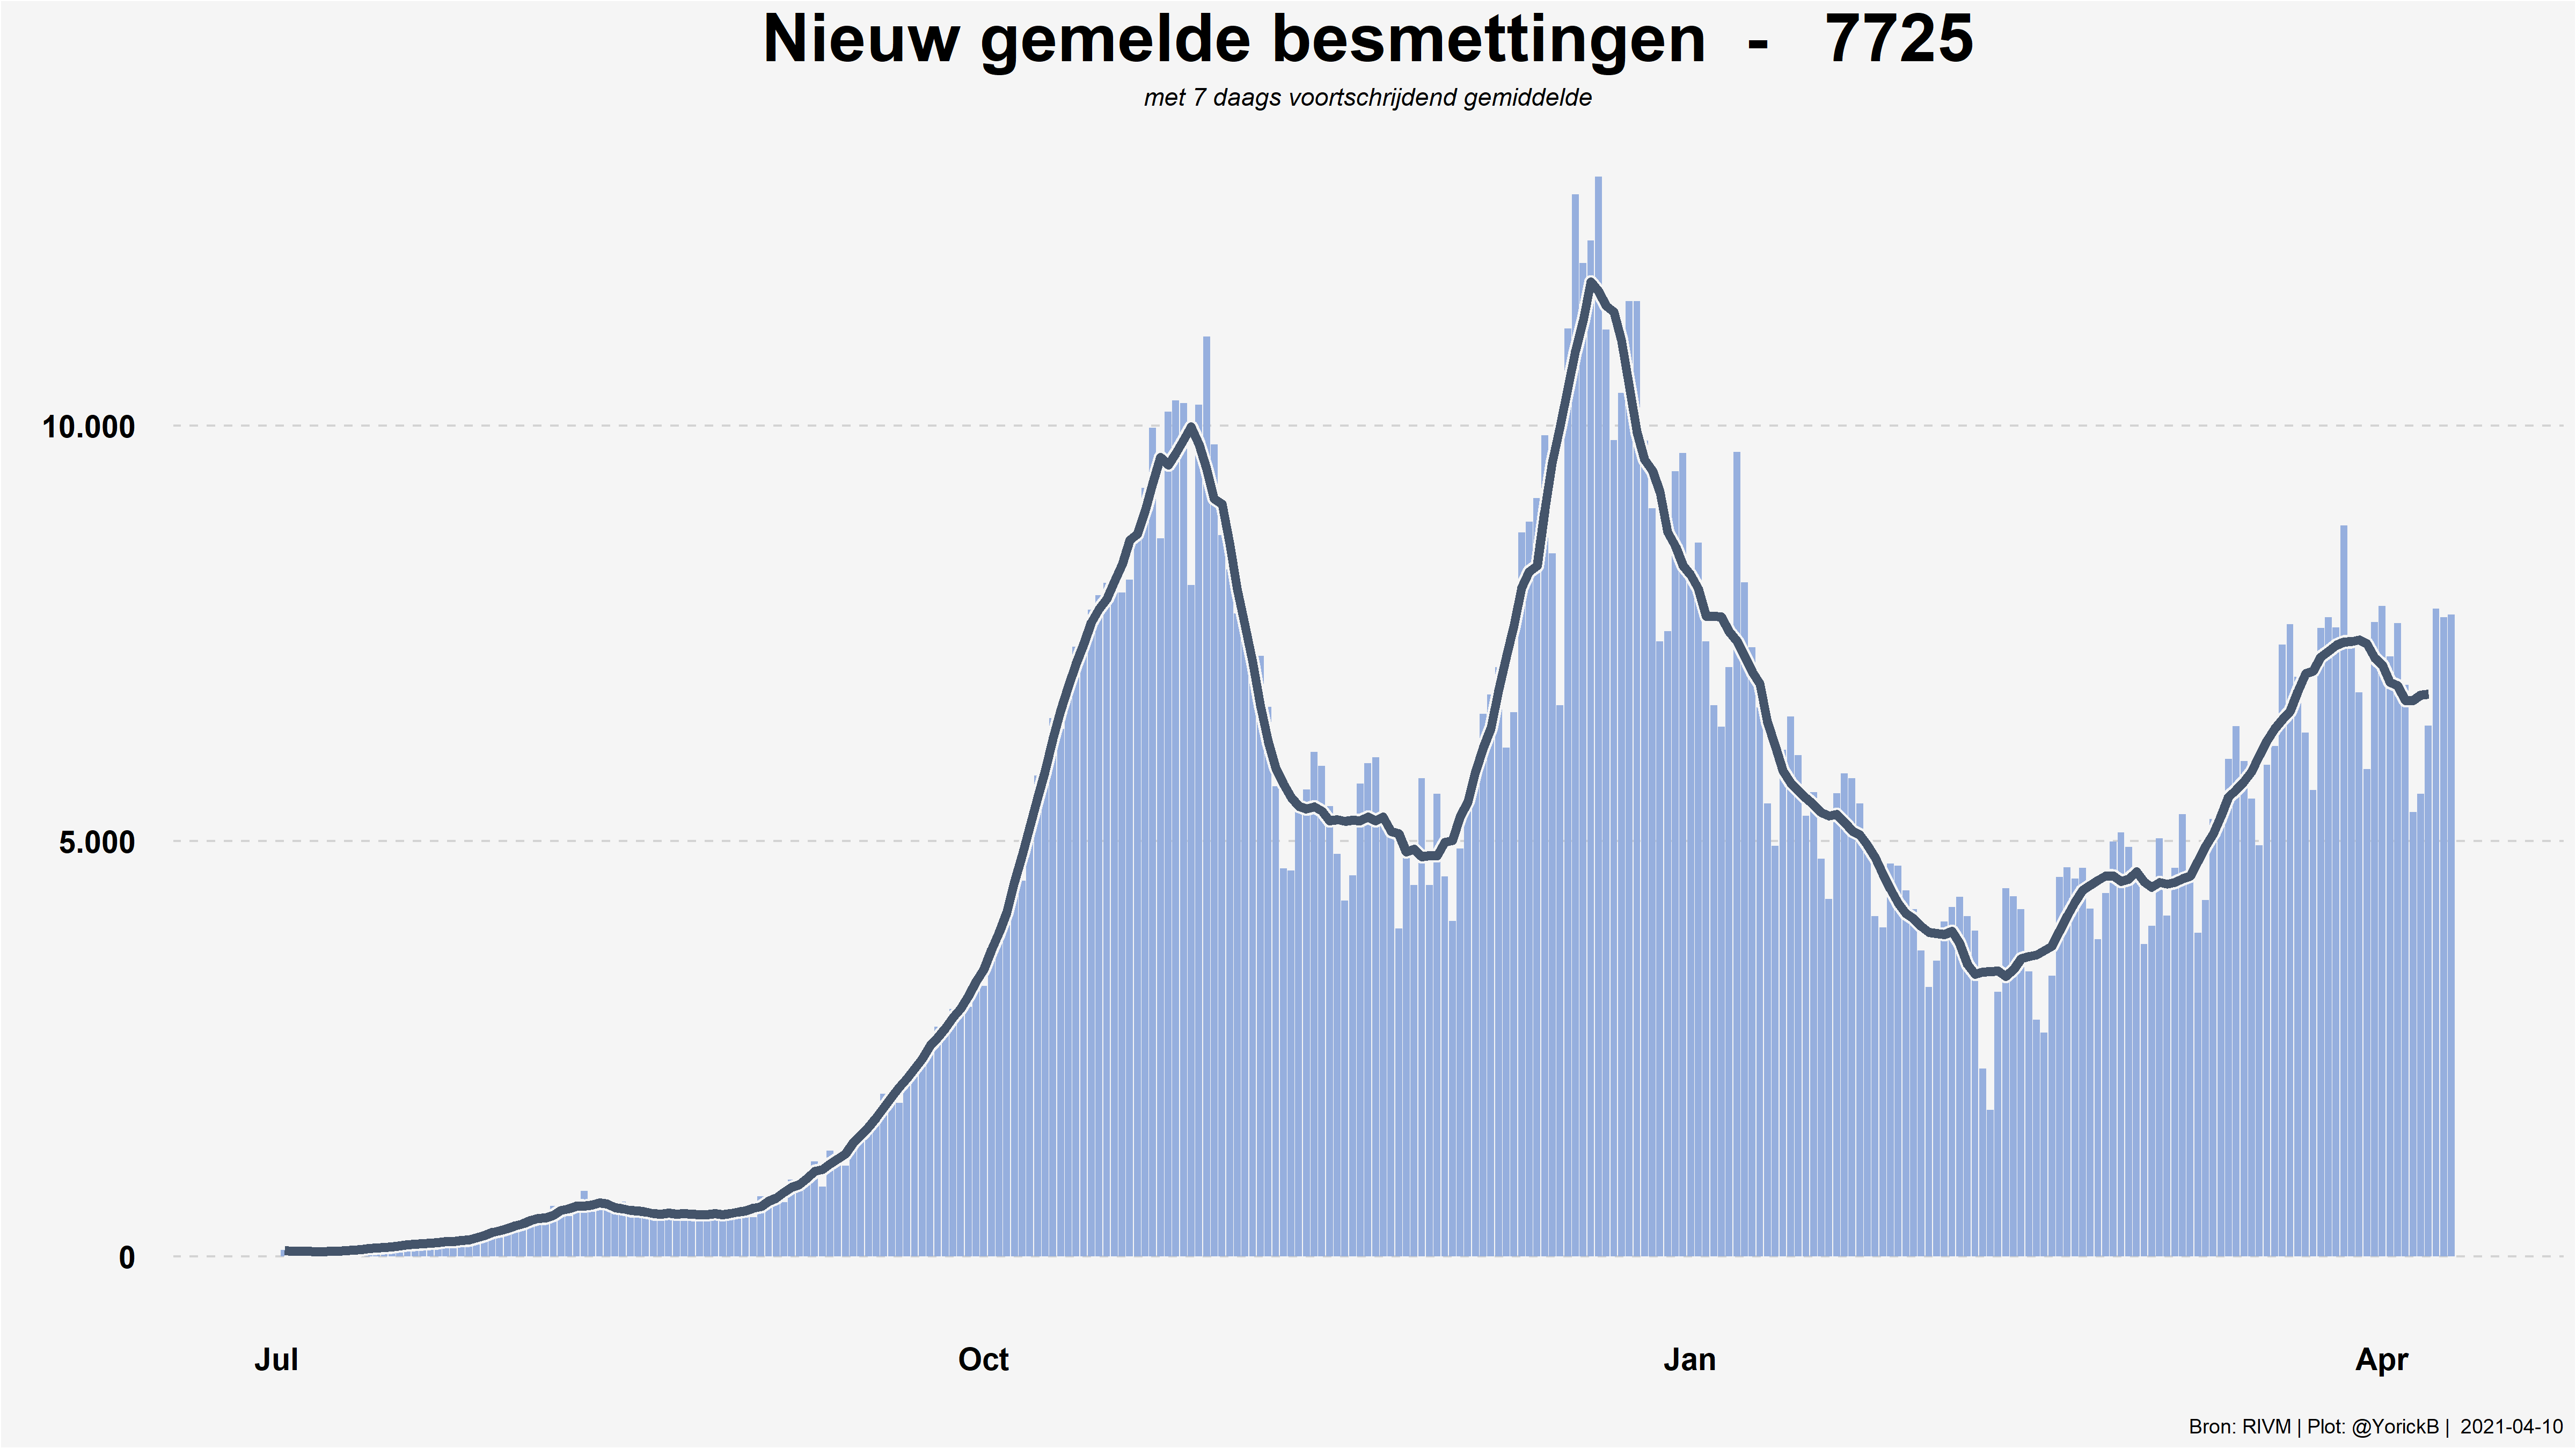 Nieuw gemelde besmettingen - 7725
met 7 daags voortschrijdend gemiddelde
10.000
5.000
0
Jul Oct Jan Apr
Bron: RIVM | Plot: @YorickB | 2021-04-10